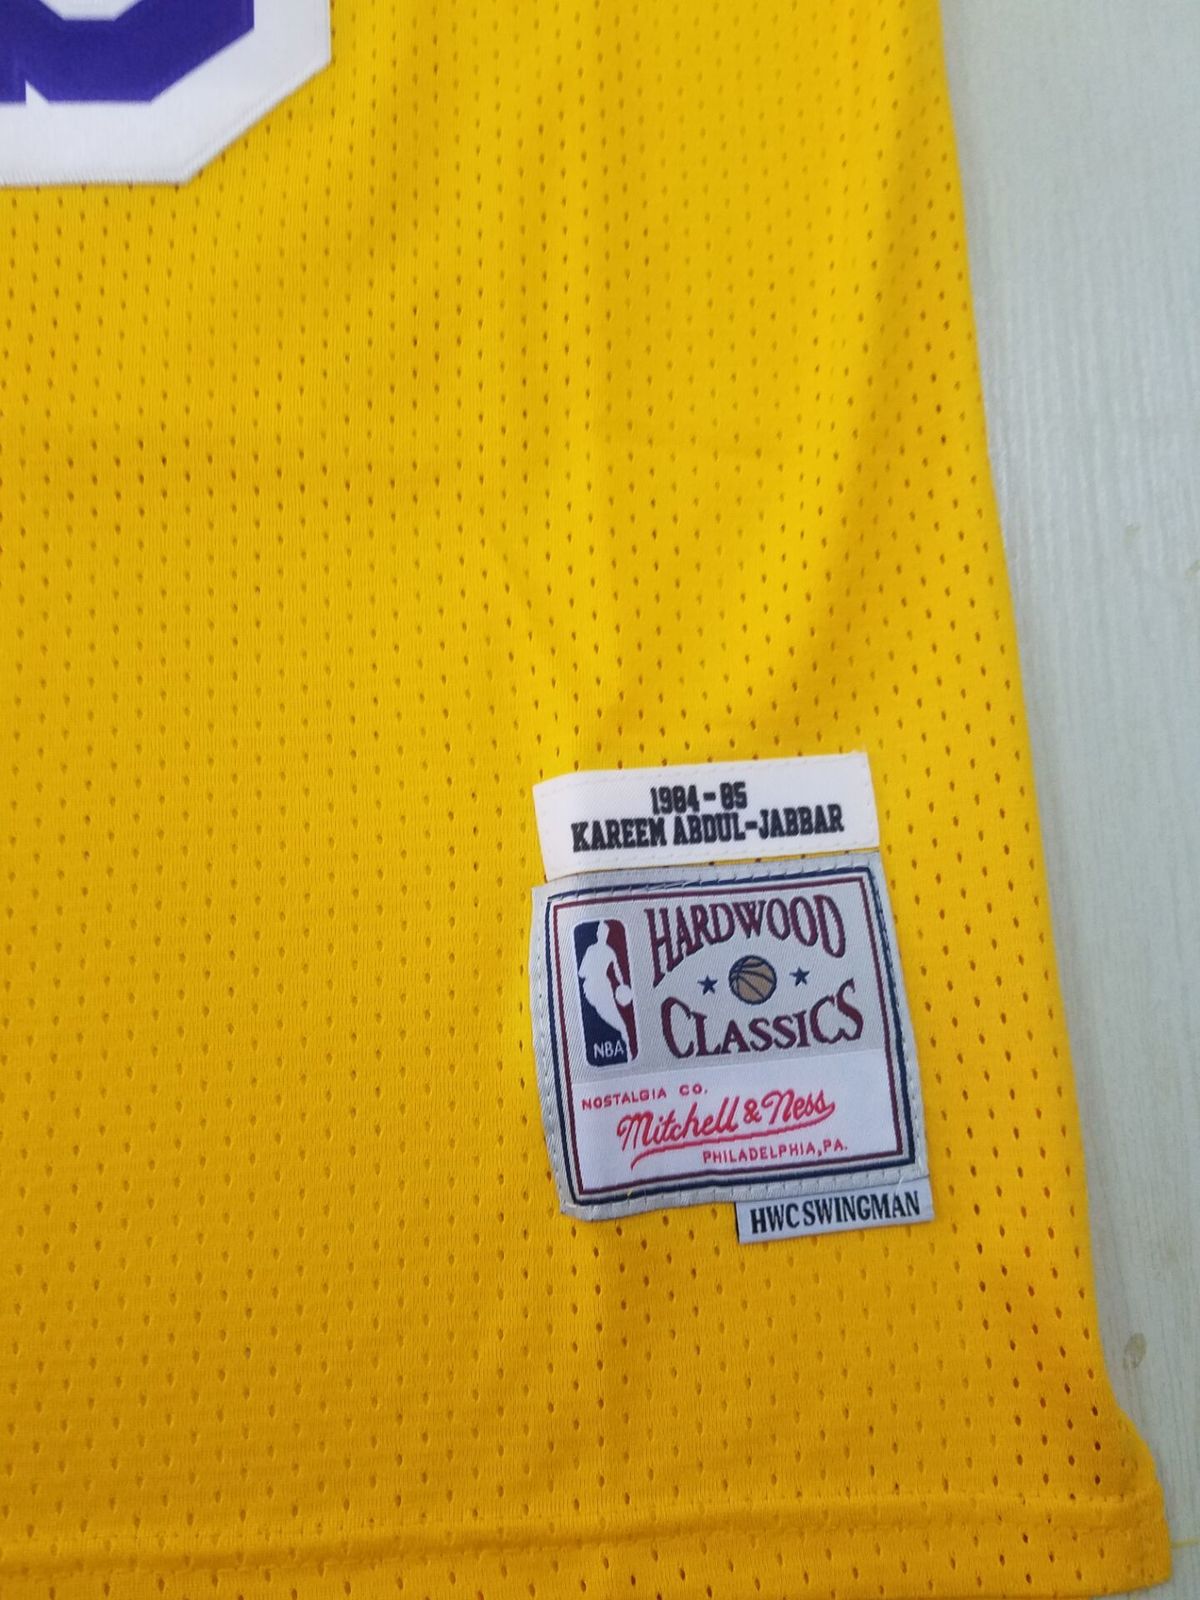 1984-85
KAREEM ABDUL-JABBAR
HARDWOOD
CLASSICS
NBA
NOSTALGIA CO.
Mitchell & Ness
PHILADELPHIA, PA.
HWC SWINGMAN